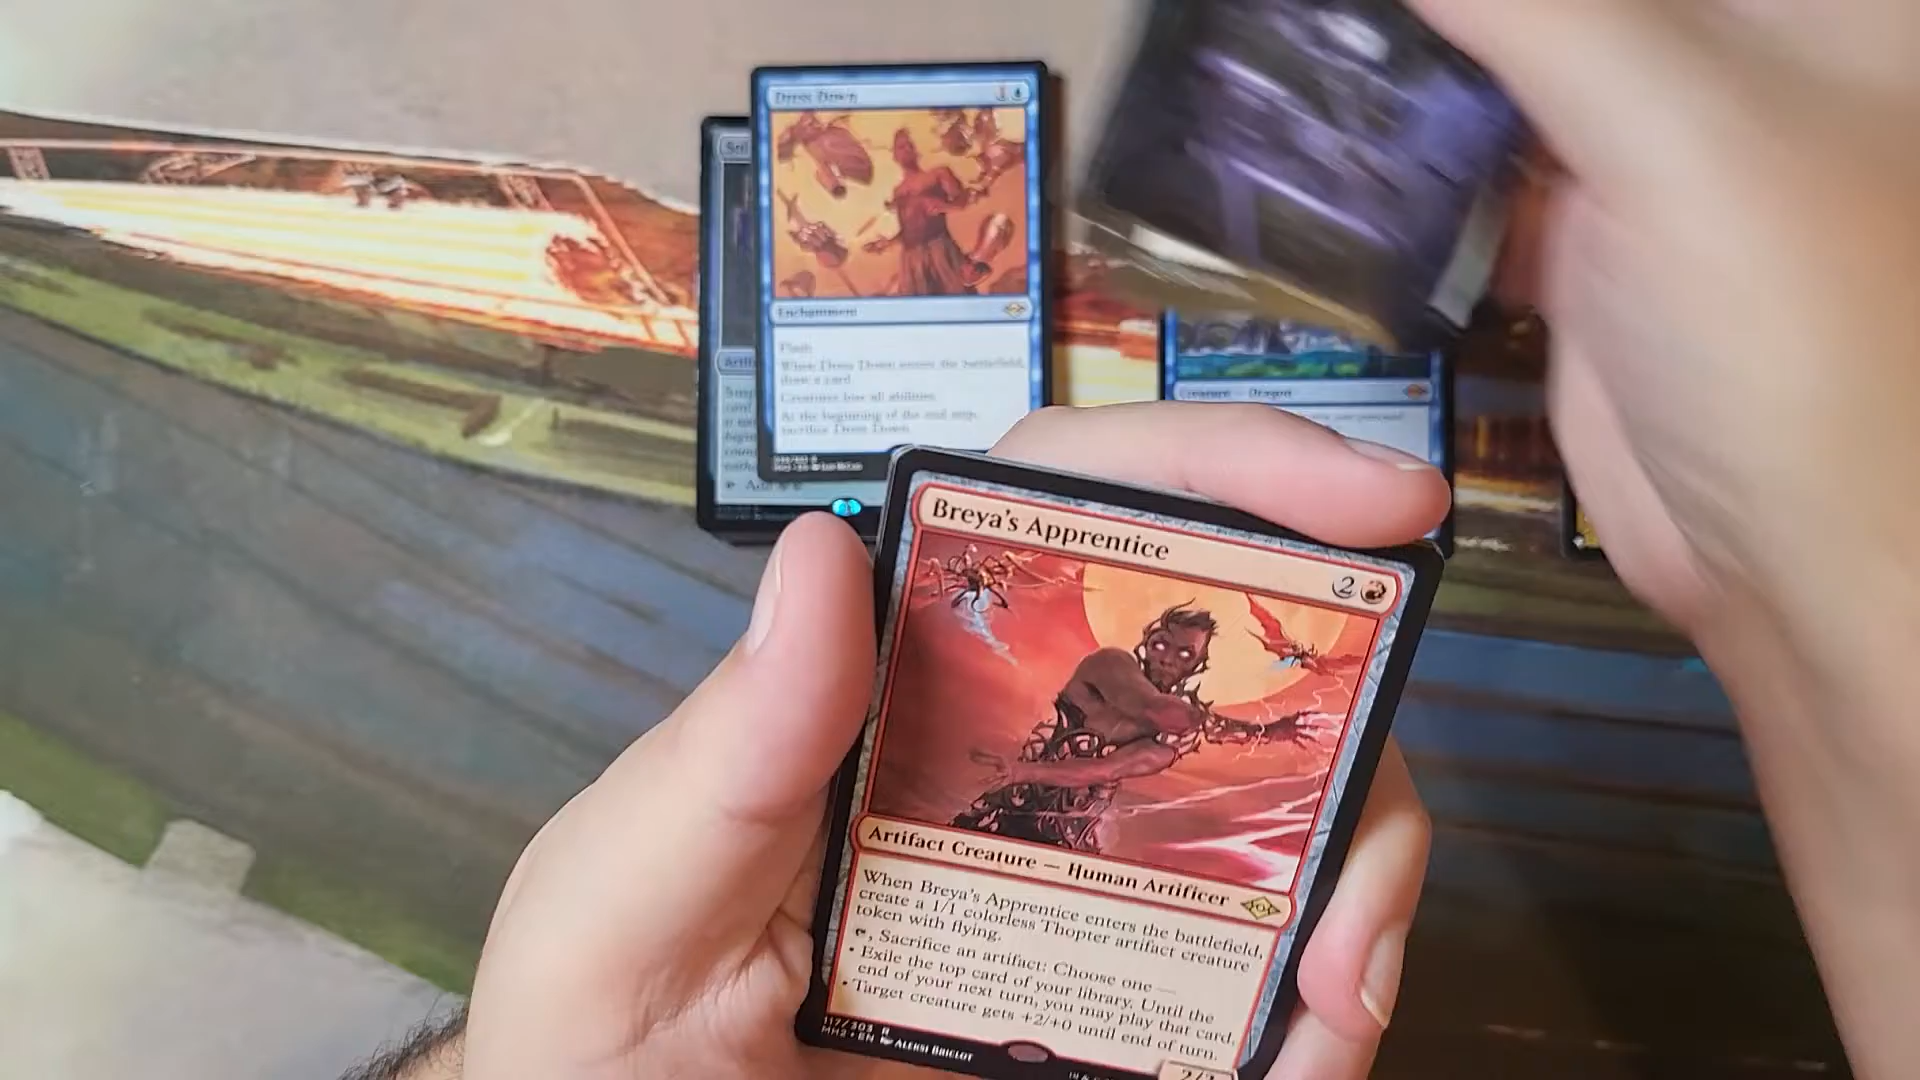 Dress Down
1
Enchantment
Flash
When Dress Down enters the battlefield,
draw a card.
Creatures lose all abilities.
At the beginning of the end step,
sacrifice Dress Down.
Sol
Creature — Dragon
Breya's Apprentice
2
Artifact Creature — Human Artificer
When Breya's Apprentice enters the battlefield,
create a 1/1 colorless Thopter artifact creature
token with flying.
, Sacrifice an artifact: Choose one —
• Exile the top card of your library. Until the
end of your next turn, you may play that card.
• Target creature gets +2/+0 until end of turn.
117/303 R
MH2 • EN ALEKSI BRICLOT